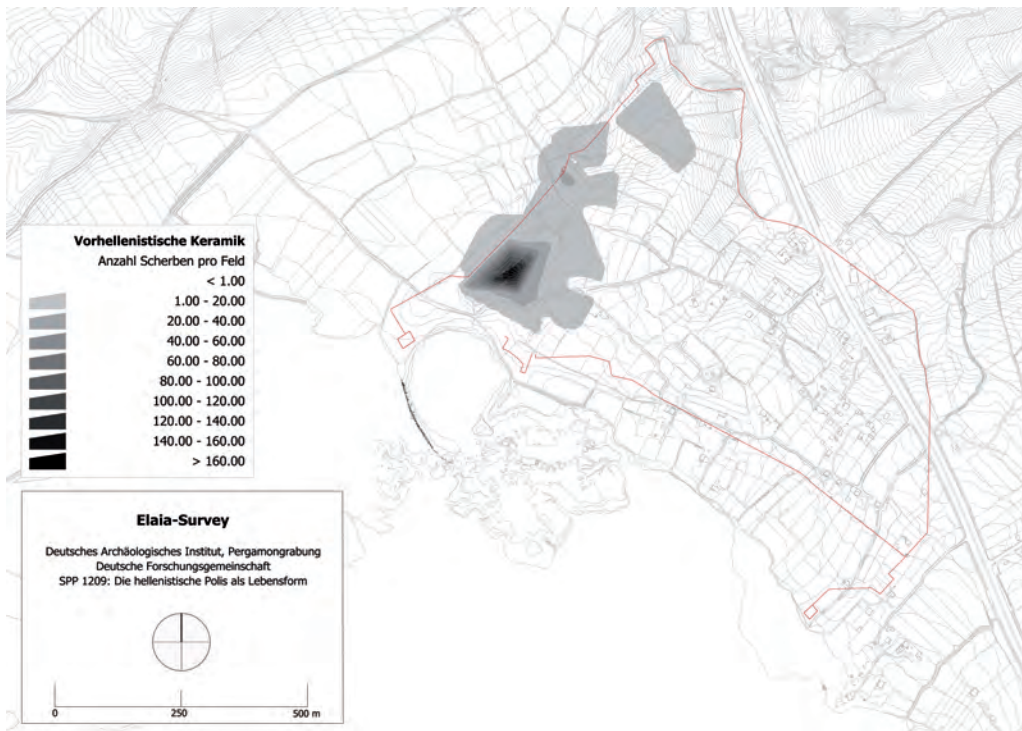 Vorhellenistische Keramik
Anzahl Scherben pro Feld
< 1.00
1.00 - 20.00
20.00 - 40.00
40.00 - 60.00
60.00 - 80.00
80.00 - 100.00
100.00 - 120.00
120.00 - 140.00
140.00 - 160.00
> 160.00
Elaia-Survey
Deutsches Archäologisches Institut, Pergamongrabung
Deutsche Forschungsgemeinschaft
SPP 1209: Die hellenistische Polis als Lebensform
0 250 500 m